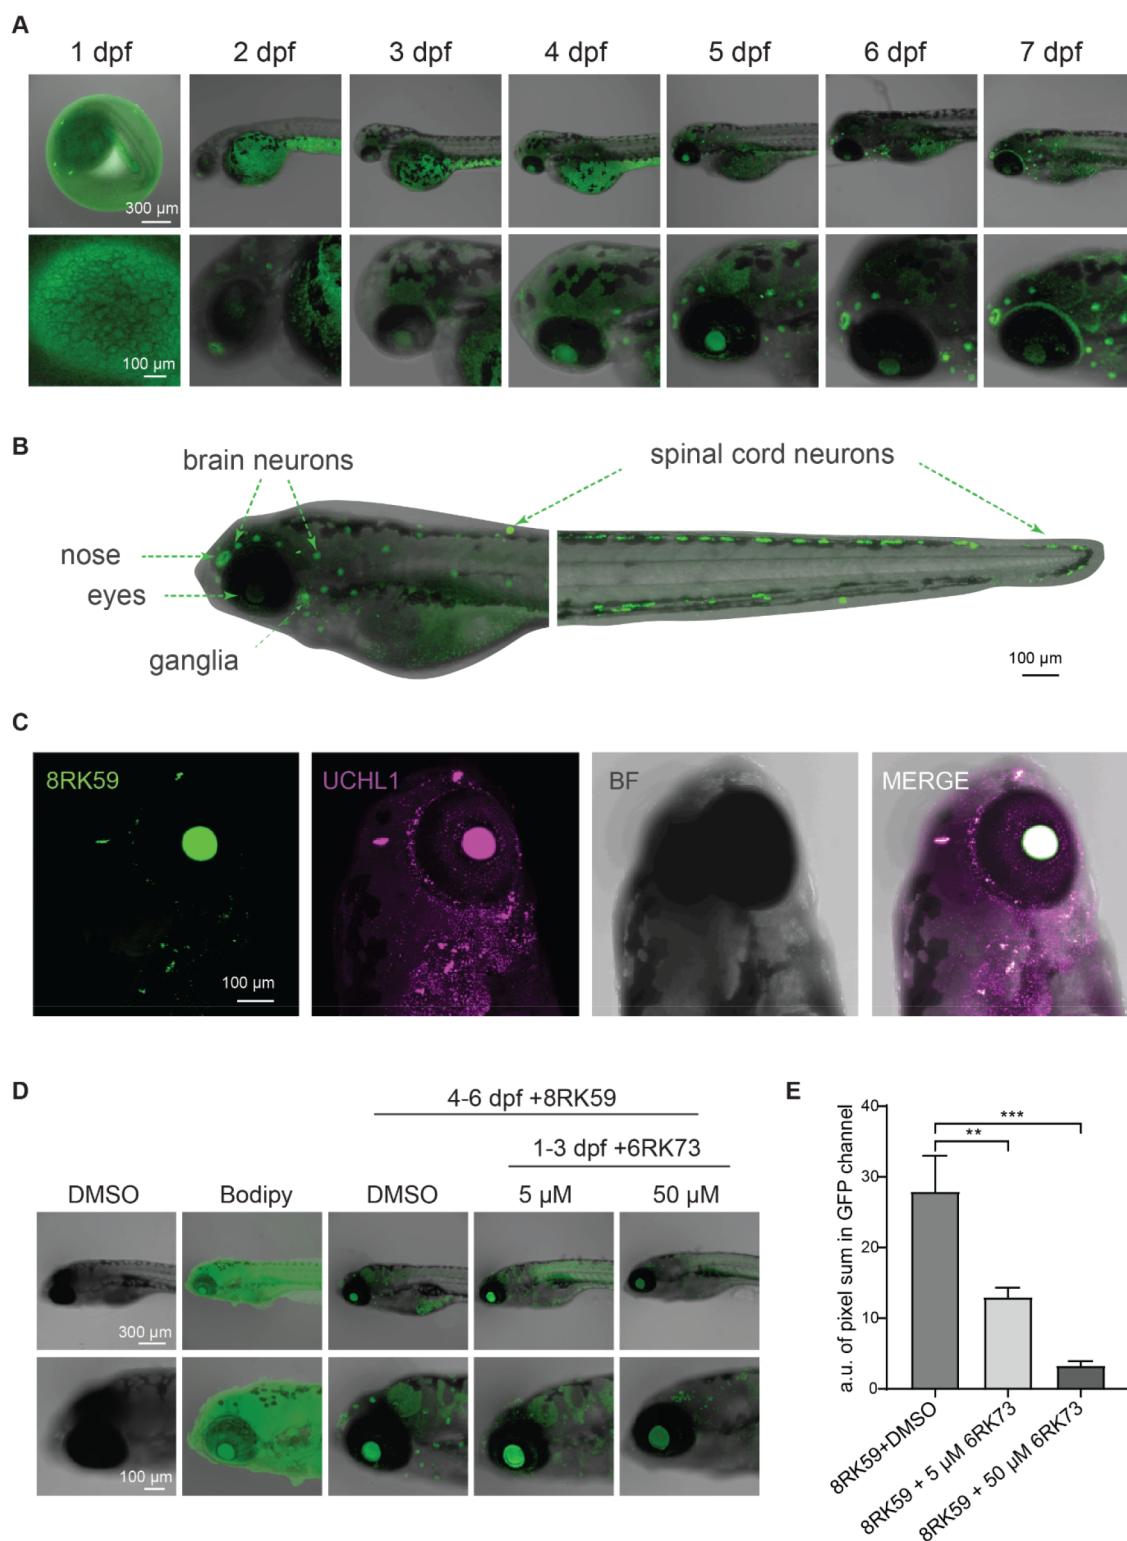 A
1 dpf 2 dpf 3 dpf 4 dpf 5 dpf 6 dpf 7 dpf
300 µm
100 µm
B
brain neurons
spinal cord neurons
nose
eyes
ganglia
100 µm
C
8RK59 UCHL1 BF MERGE
100 µm
D
4-6 dpf +8RK59
1-3 dpf +6RK73
DMSO Bodipy DMSO 5 µM 50 µM
300 µm
100 µm
E
a.u. of pixel sum in GFP channel
40
30
20
10
0
***
**
8RK59+DMSO
8RK59 + 5 µM 6RK73
8RK59 + 50 µM 6RK73